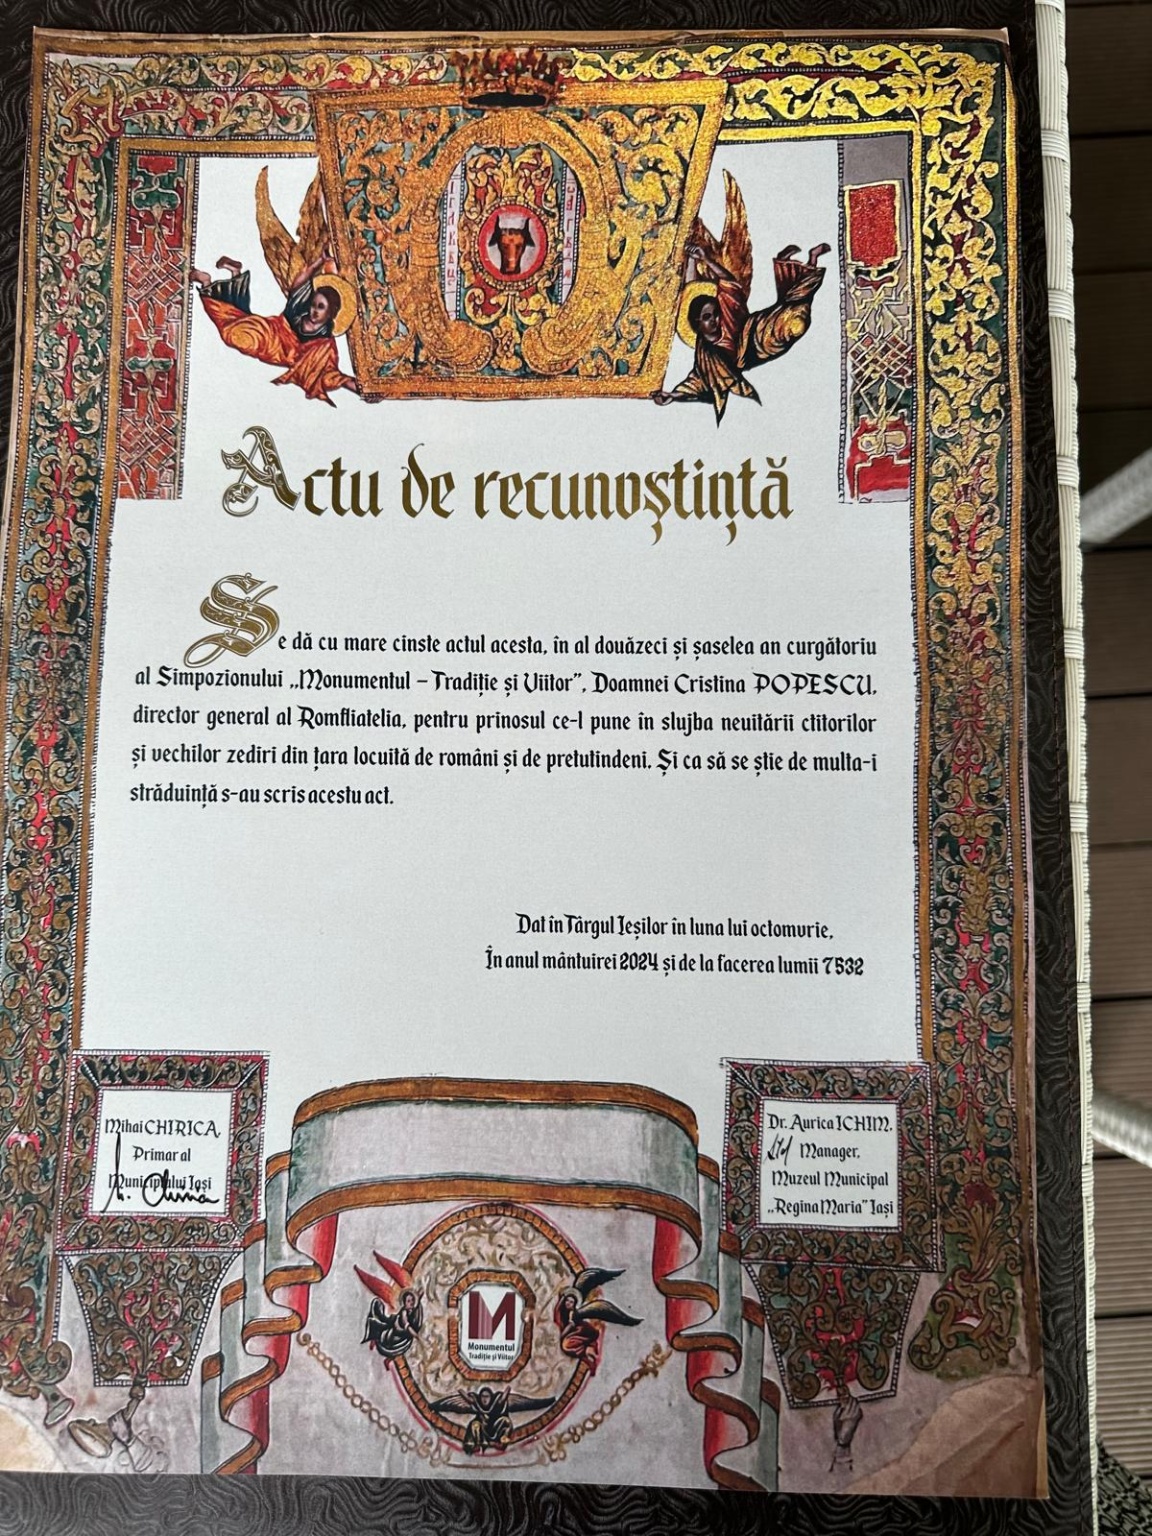 Actu de recunoștință
Se dă cu mare cinste actul acesta, în al douăzeci și șaselea an curgătoriu
al Simpozionului „Monumentul – Tradiție și Viitor”, Doamnei Cristina POPESCU,
director general al Romfliatelia, pentru prinosul ce-l pune în slujba neuitării ctitorilor
și vechilor zediri din țara locuită de români și de pretutindeni. Și ca să se știe de multa-i
străduință s-au scris acestu act.
Dat în Târgul Ieșilor în luna lui octomvrie,
În anul mântuirei 2024 și de la facerea lumii 7532
Mihai CHIRICA,
Primar al
Municipiului Iași
Dr. Aurica ICHIM,
Manager,
Muzeul Municipal
„Regina Maria” Iași
M
Monumentul
Tradiție și Viitor